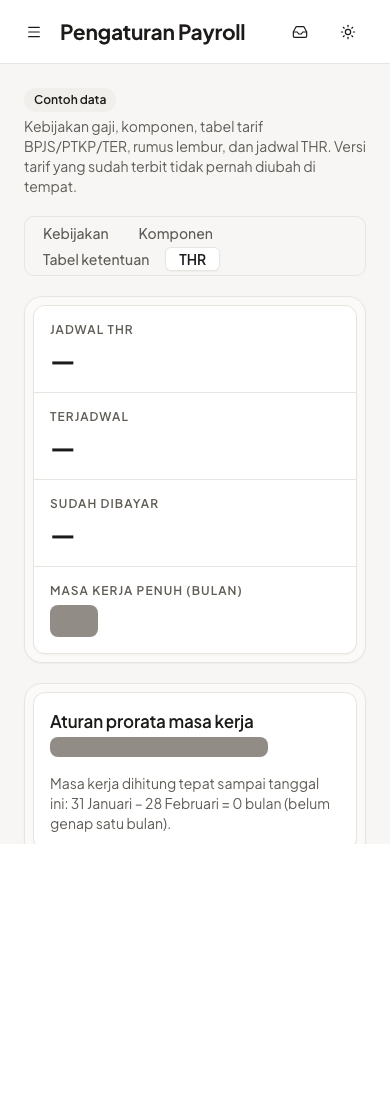 Pengaturan Payroll
Contoh data
Kebijakan gaji, komponen, tabel tarif
BPJS/PTKP/TER, rumus lembur, dan jadwal THR. Versi
tarif yang sudah terbit tidak pernah diubah di
tempat.
Kebijakan Komponen
Tabel ketentuan THR
JADWAL THR
—
TERJADWAL
—
SUDAH DIBAYAR
—
MASA KERJA PENUH (BULAN)
Aturan prorata masa kerja
Masa kerja dihitung tepat sampai tanggal
ini: 31 Januari – 28 Februari = 0 bulan (belum
genap satu bulan).